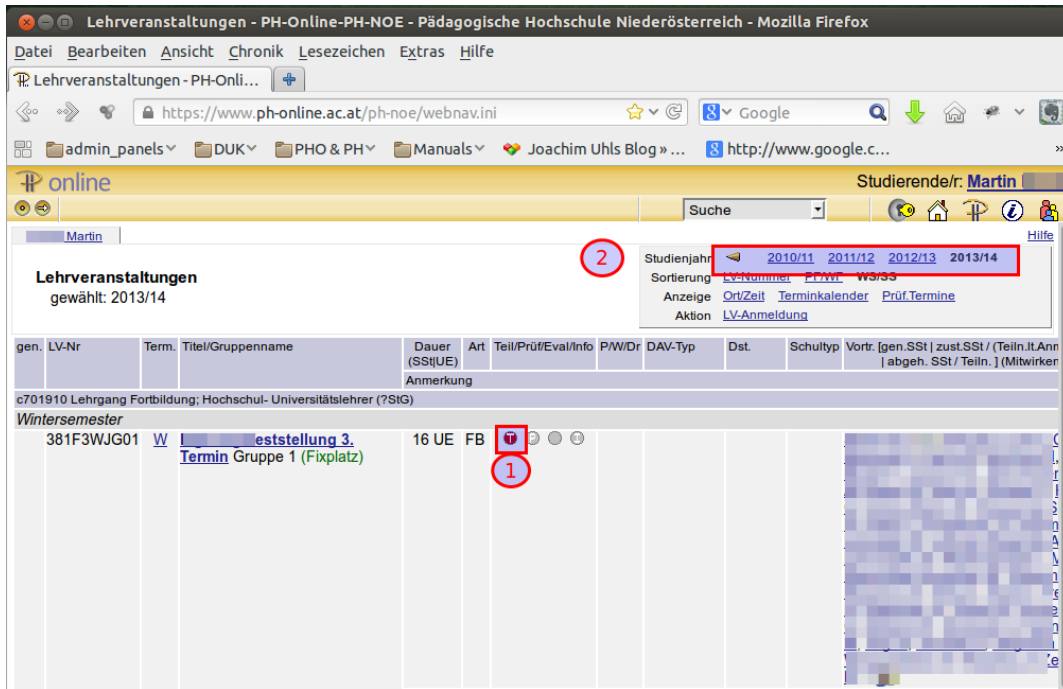 Lehrveranstaltungen - PH-Online-PH-NOE - Pädagogische Hochschule Niederösterreich - Mozilla Firefox
Datei Bearbeiten Ansicht Chronik Lesezeichen Extras Hilfe
Lehrveranstaltungen - PH-Onli...
https://www.ph-online.ac.at/ph-noe/webnav.ini Google
admin_panels DUK PHO & PH Manuals Joachim Uhls Blog » ... http://www.google.c... »
online Studierende/r: Martin
Suche
Martin Hilfe
2 Studienjahr 2010/11 2011/12 2012/13 2013/14
Lehrveranstaltungen Sortierung LV-Nummer PF/WF WS/SS
gewählt: 2013/14 Anzeige Ort/Zeit Terminkalender Prüf.Termine
Aktion LV-Anmeldung
gen. LV-Nr Term. Titel/Gruppenname Dauer Art Teil/Prüf/Eval/Info P/W/Dr DAV-Typ Dst. Schultyp Vortr. [gen.SSt | zust.SSt / (Teiln.lt.Anm
(SSt|UE) | abgeh. SSt / Teiln. ] (Mitwirken
Anmerkung
c701910 Lehrgang Fortbildung; Hochschul- Universitätslehrer (?StG)
Wintersemester
381F3WJG01 W eststellung 3. 16 UE FB T
Termin Gruppe 1 (Fixplatz)
1